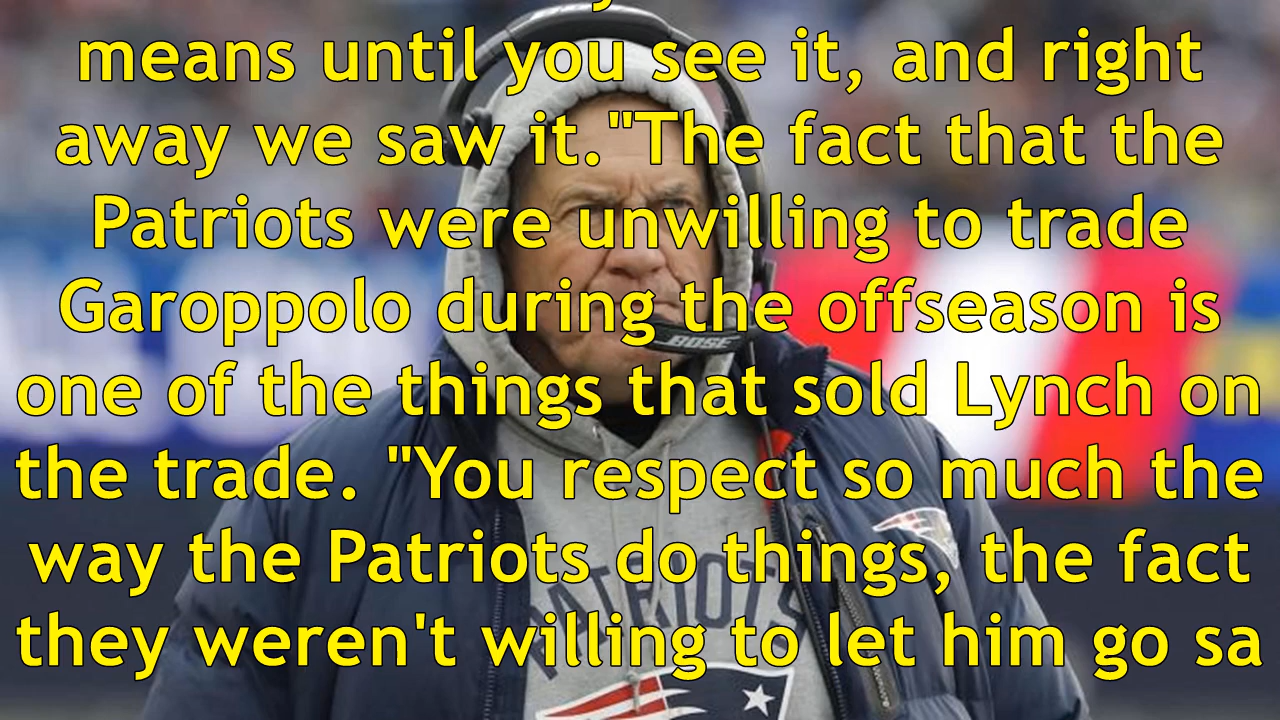 means until you see it, and right
away we saw it. "The fact that the
Patriots were unwilling to trade
Garoppolo during the offseason is
one of the things that sold Lynch on
the trade.  "You respect so much the
way the Patriots do things, the fact
they weren't willing to let him go sa
BOSE
PATRIOTS